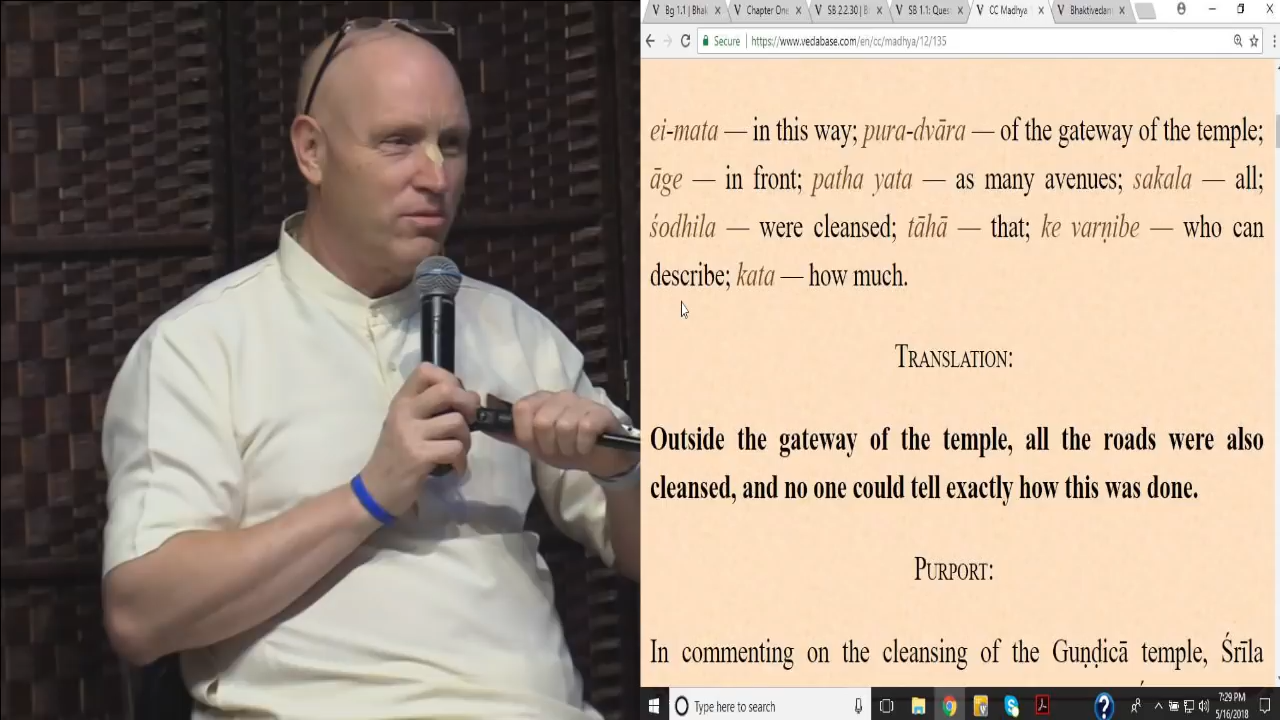 Bg 1.1 | Bhak
Chapter One
SB 2.2.30 | B
SB 1.1: Ques
CC Madhya
Bhaktivedan
Secure https://www.vedabase.com/en/cc/madhya/12/135
ei-mata — in this way; pura-dvāra — of the gateway of the temple;
āge — in front; patha yata — as many avenues; sakala — all;
śodhila — were cleansed; tāhā — that; ke varṇibe — who can
describe; kata — how much.
TRANSLATION:
Outside the gateway of the temple, all the roads were also
cleansed, and no one could tell exactly how this was done.
PURPORT:
In commenting on the cleansing of the Guṇḍicā temple, Śrīla
Type here to search
7:29 PM
5/16/2018